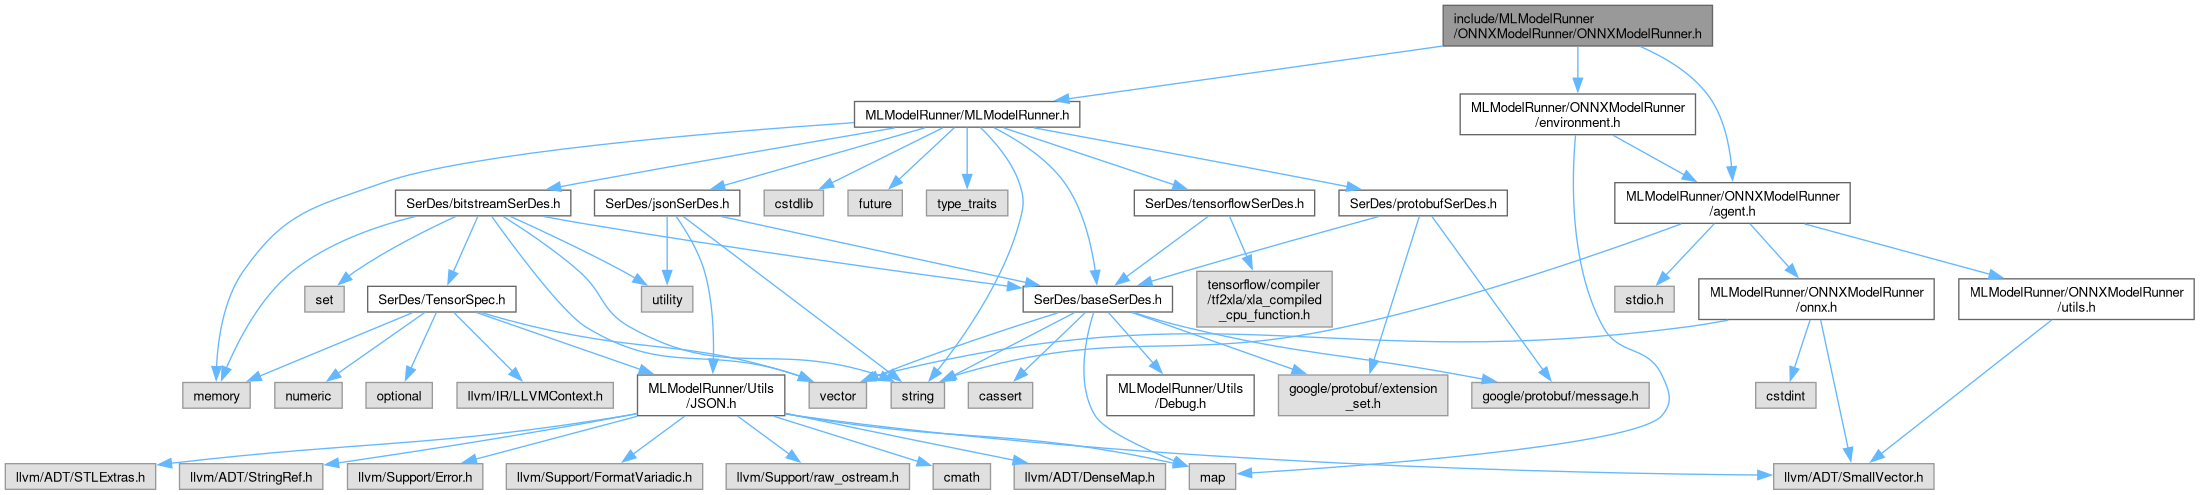 include/MLModelRunner
/ONNXModelRunner/ONNXModelRunner.h
MLModelRunner/MLModelRunner.h
MLModelRunner/ONNXModelRunner
/environment.h
SerDes/bitstreamSerDes.h
SerDes/jsonSerDes.h
cstdlib
future
type_traits
SerDes/tensorflowSerDes.h
SerDes/protobufSerDes.h
MLModelRunner/ONNXModelRunner
/agent.h
set
SerDes/TensorSpec.h
utility
SerDes/baseSerDes.h
tensorflow/compiler
/tf2xla/xla_compiled
_cpu_function.h
stdio.h
MLModelRunner/ONNXModelRunner
/onnx.h
MLModelRunner/ONNXModelRunner
/utils.h
memory
numeric
optional
llvm/IR/LLVMContext.h
MLModelRunner/Utils
/JSON.h
vector
string
cassert
MLModelRunner/Utils
/Debug.h
google/protobuf/extension
_set.h
google/protobuf/message.h
cstdint
llvm/ADT/STLExtras.h
llvm/ADT/StringRef.h
llvm/Support/Error.h
llvm/Support/FormatVariadic.h
llvm/Support/raw_ostream.h
cmath
llvm/ADT/DenseMap.h
map
llvm/ADT/SmallVector.h